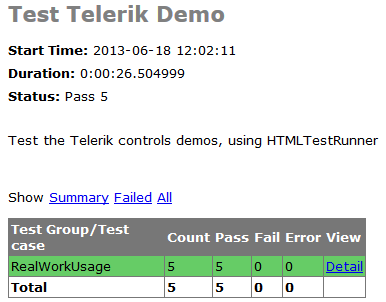 Test Telerik Demo
Start Time: 2013-06-18 12:02:11
Duration: 0:00:26.504999
Status: Pass 5
Test the Telerik controls demos, using HTMLTestRunner
Show Summary Failed All
Test Group/Test case Count Pass Fail Error View
RealWorkUsage 5 5 0 0 Detail
Total 5 5 0 0